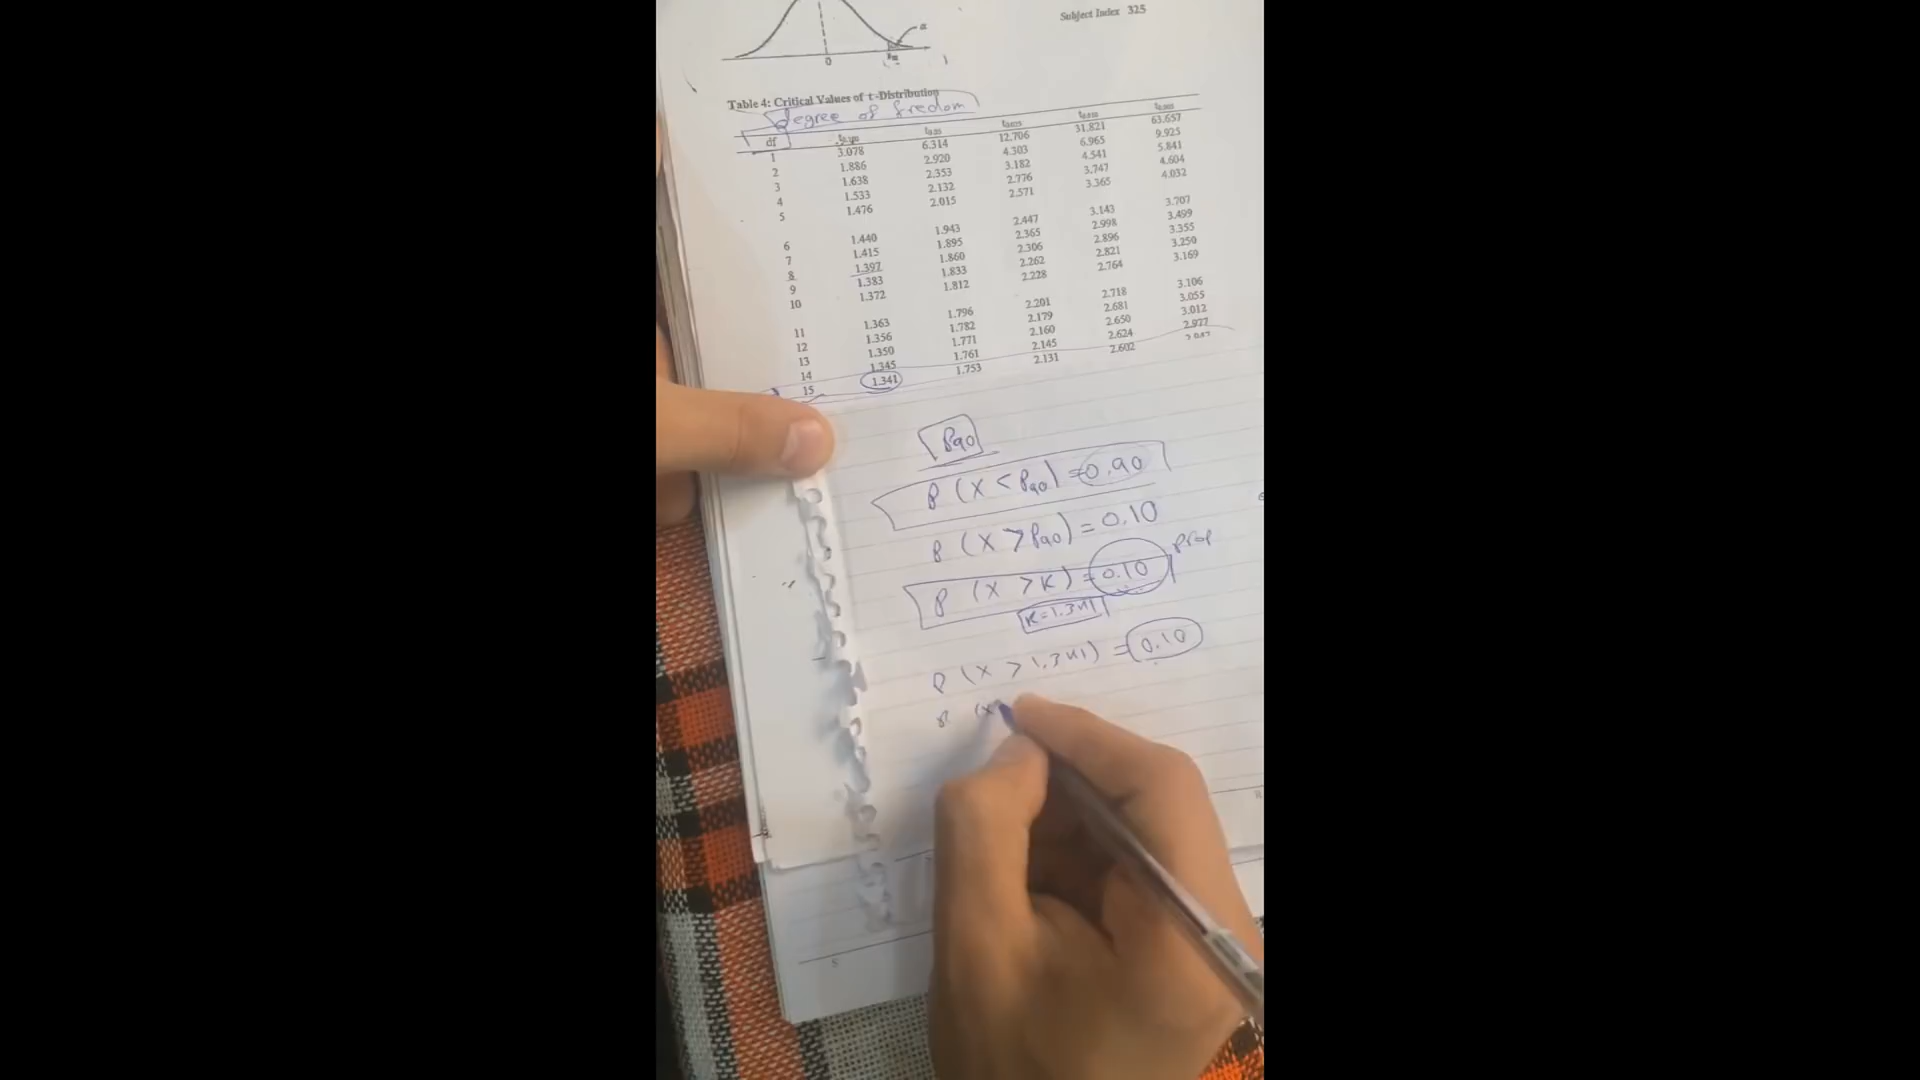 Subject Index 325
α
0
Table 4: Critical Values of t-Distribution
degree of fredom
df t0.05 t0.025 t0.010 t0.005
1 3.078 6.314 12.706 31.821 63.657
2 1.886 2.920 4.303 6.965 9.925
3 1.638 2.353 3.182 4.541 5.841
4 1.533 2.132 2.776 3.747 4.604
5 1.476 2.015 2.571 3.365 4.032
6 1.440 1.943 2.447 3.143 3.707
7 1.415 1.895 2.365 2.998 3.499
8 1.397 1.860 2.306 2.896 3.355
9 1.383 1.833 2.262 2.821 3.250
10 1.372 1.812 2.228 2.764 3.169
11 1.363 1.796 2.201 2.718 3.106
12 1.356 1.782 2.179 2.681 3.055
13 1.350 1.771 2.160 2.650 3.012
14 1.345 1.761 2.145 2.624 2.977
15 1.341 1.753 2.131 2.602
P90
P (X < P90) = 0.90
P (X > P90) = 0.10
P (X > K) = 0.10
K = 1.341
P (X > 1.341) = 0.10
P (X